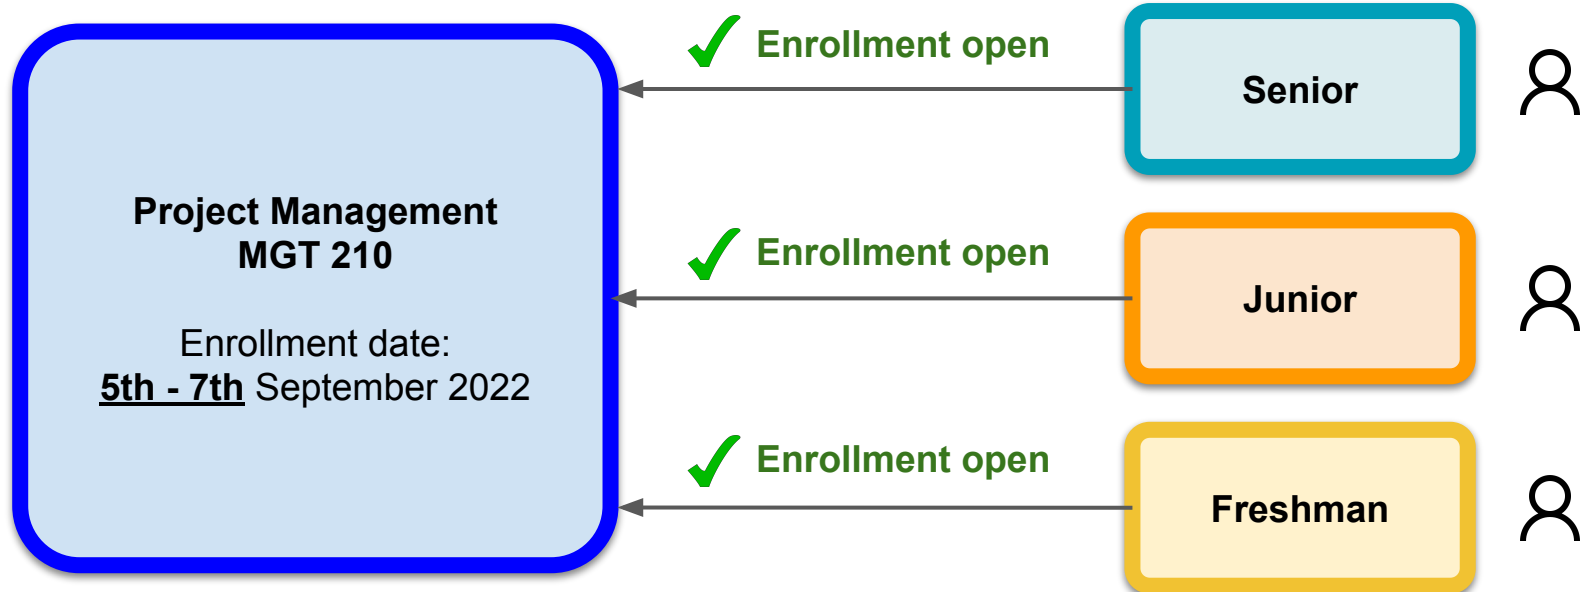 Enrollment open
Senior
Project Management
MGT 210
Enrollment date:
5th - 7th September 2022
Enrollment open
Junior
Enrollment open
Freshman